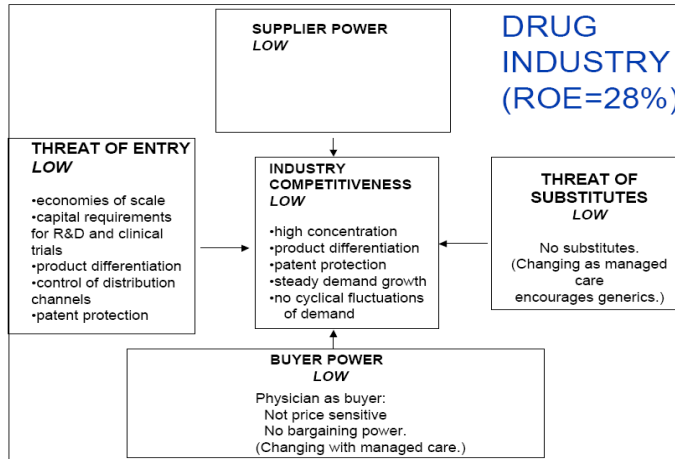 SUPPLIER POWER
LOW
DRUG
INDUSTRY
(ROE=28%)
THREAT OF ENTRY
LOW
•economies of scale
•capital requirements
for R&D and clinical
trials
•product differentiation
•control of distribution
channels
•patent protection
INDUSTRY
COMPETITIVENESS
LOW
•high concentration
•product differentiation
•patent protection
•steady demand growth
•no cyclical fluctuations
of demand
THREAT OF
SUBSTITUTES
LOW
No substitutes.
(Changing as managed
care
encourages generics.)
BUYER POWER
LOW
Physician as buyer:
Not price sensitive
No bargaining power.
(Changing with managed care.)